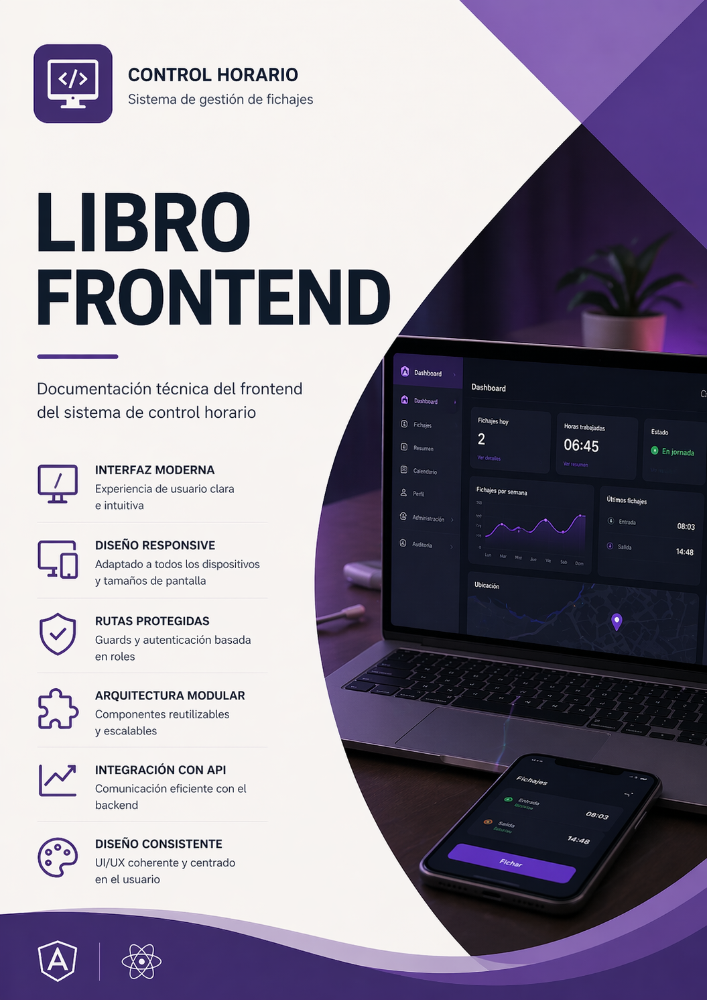 CONTROL HORARIO
Sistema de gestión de fichajes
LIBRO
FRONTEND
Documentación técnica del frontend
del sistema de control horario
INTERFAZ MODERNA
Experiencia de usuario clara
e intuitiva
DISEÑO RESPONSIVE
Adaptado a todos los dispositivos
y tamaños de pantalla
RUTAS PROTEGIDAS
Guards y autenticación basada
en roles
ARQUITECTURA MODULAR
Componentes reutilizables
y escalables
INTEGRACIÓN CON API
Comunicación eficiente con el
backend
DISEÑO CONSISTENTE
UI/UX coherente y centrado
en el usuario
A
Dashboard
Dashboard
Fichajes
Resumen
Calendario
Perfil
Administración
Auditoria
Dashboard
Fichajes hoy
2
Ver detalles
Horas trabajadas
06:45
Ver resumen
Estado
En jornada
Fichajes por semana
Lun Mar Mié Jue Vie Sáb Dom
Últimos fichajes
Entrada 08:03
Salida 14:48
Ubicación
Fichajes
Entrada
08:03
Salida
14:48
Fichar